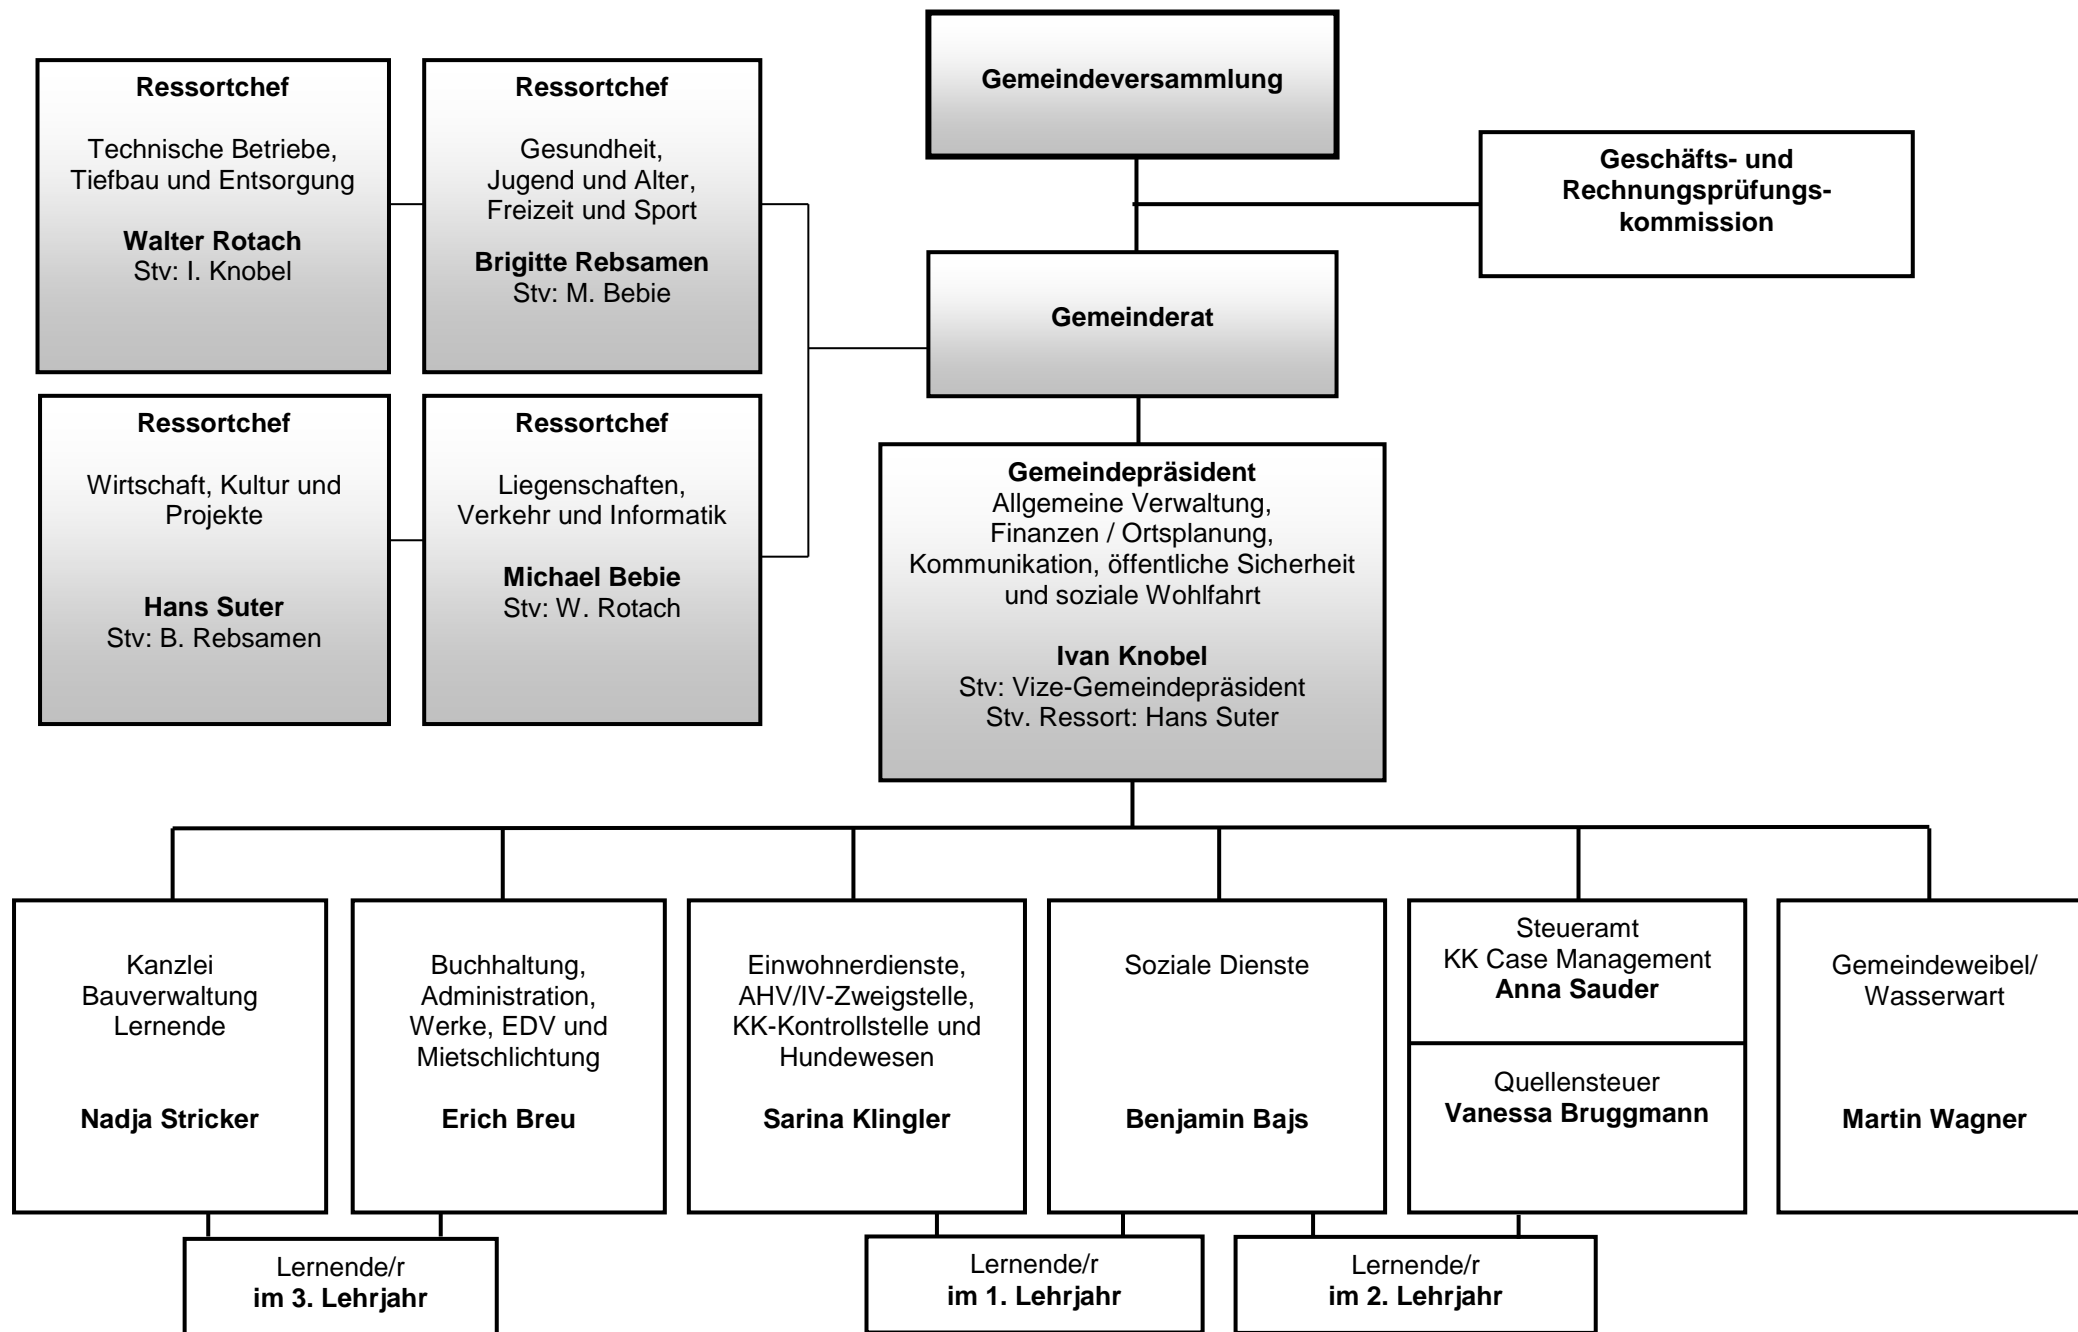 Gemeindeversammlung
Geschäfts- und
Rechnungsprüfungs-
kommission
Gemeinderat
Ressortchef
Technische Betriebe,
Tiefbau und Entsorgung
Walter Rotach
Stv: I. Knobel
Ressortchef
Gesundheit,
Jugend und Alter,
Freizeit und Sport
Brigitte Rebsamen
Stv: M. Bebie
Ressortchef
Wirtschaft, Kultur und
Projekte
Hans Suter
Stv: B. Rebsamen
Ressortchef
Liegenschaften,
Verkehr und Informatik
Michael Bebie
Stv: W. Rotach
Gemeindepräsident
Allgemeine Verwaltung,
Finanzen / Ortsplanung,
Kommunikation, öffentliche Sicherheit
und soziale Wohlfahrt
Ivan Knobel
Stv: Vize-Gemeindepräsident
Stv. Ressort: Hans Suter
Kanzlei
Bauverwaltung
Lernende
Nadja Stricker
Buchhaltung,
Administration,
Werke, EDV und
Mietschlichtung
Erich Breu
Einwohnerdienste,
AHV/IV-Zweigstelle,
KK-Kontrollstelle und
Hundewesen
Sarina Klingler
Soziale Dienste
Benjamin Bajs
Steueramt
KK Case Management
Anna Sauder
Quellensteuer
Vanessa Bruggmann
Gemeindeweibel/
Wasserwart
Martin Wagner
Lernende/r
im 3. Lehrjahr
Lernende/r
im 1. Lehrjahr
Lernende/r
im 2. Lehrjahr